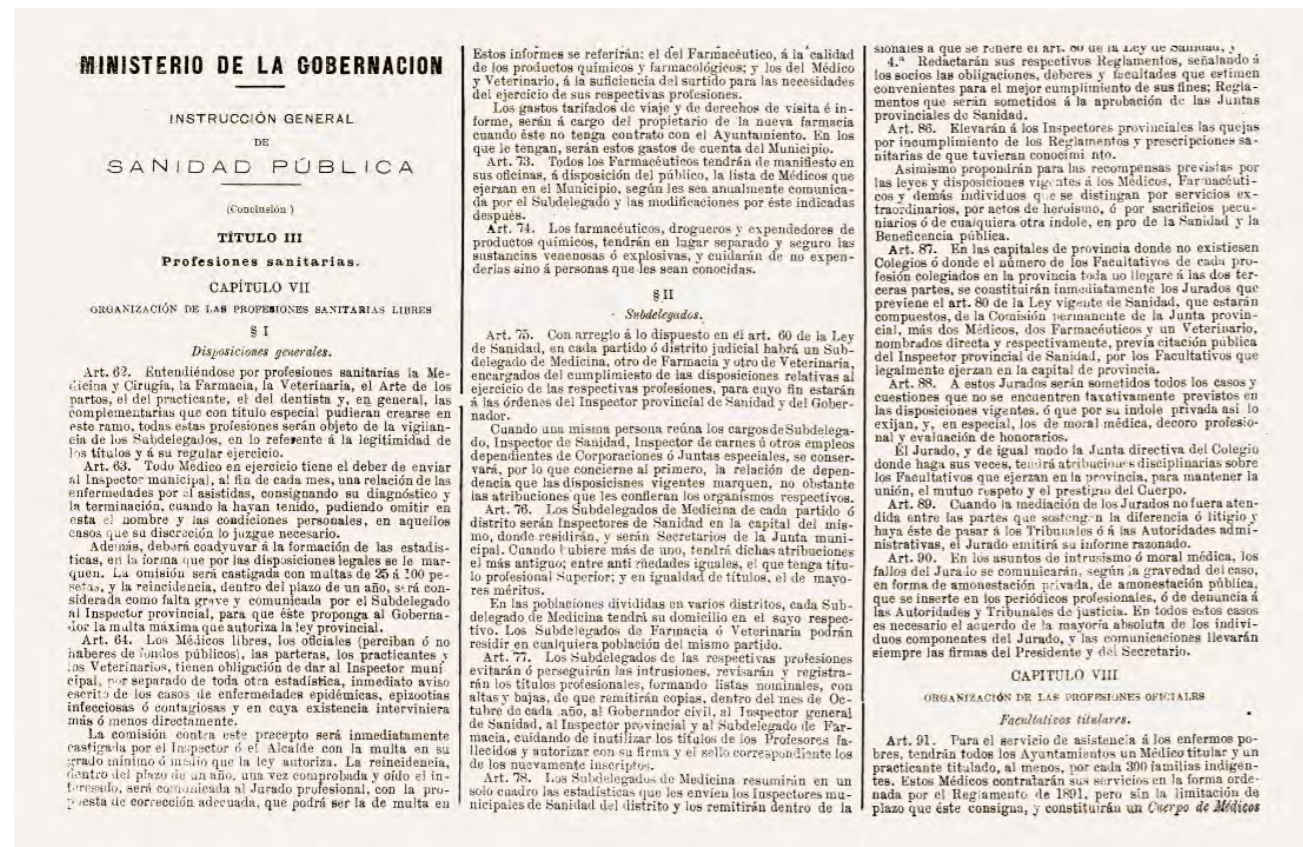 MINISTERIO DE LA GOBERNACION
INSTRUCCIÓN GENERAL
DE
SANIDAD PÚBLICA
(Conclusión)
TÍTULO III
Profesiones sanitarias.
CAPÍTULO VII
ORGANIZACIÓN DE LAS PROFESIONES SANITARIAS LIBRES
§ I
Disposiciones generales.
Art. 62. Entendiéndose por profesiones sanitarias la Me-
dicina y Cirugía, la Farmacia, la Veterinaria, el Arte de los
partos, el del practicante, el del dentista y, en general, las
complementarias que con título especial pudieran crearse en
este ramo, todas estas profesiones serán objeto de la vigilan-
cia de los Subdelegados, en lo referente á la legitimidad de
los títulos y á su regular ejercicio.
Art. 63. Todo Médico en ejercicio tiene el deber de enviar
al Inspector municipal, al fin de cada mes, una relación de las
enfermedades por él asistidas, consignando su diagnóstico y
la terminación, cuando la hayan tenido, pudiendo omitir en
esta el nombre y las condiciones personales, en aquellos
casos que su discreción lo juzgue necesario.
Además, deberá coadyuvar á la formación de las estadís-
ticas, en la forma que por las disposiciones legales se le mar-
quen. La omisión será castigada con multas de 25 á 100 pe-
setas, y la reincidencia, dentro del plazo de un año, será con-
siderada como falta grave y comunicada por el Subdelegado
al Inspector provincial, para que éste proponga al Goberna-
dor la multa máxima que autoriza la ley provincial.
Art. 64. Los Médicos libres, los oficiales (perciban ó no
haberes de fondos públicos), las parteras, los practicantes y
los Veterinarios, tienen obligación de dar al Inspector muni
cipal, por separado de toda otra estadística, inmediato aviso
escrito de los casos de enfermedades epidémicas, epizootias
infecciosas ó contagiosas y en cuya existencia interviniera
más ó menos directamente.
La comisión contra este precepto será inmediatamente
castigada por el Inspector ó el Alcalde con la multa en su
grado mínimo ó medio que la ley autoriza. La reincidencia,
dentro del plazo de un año, una vez comprobada y oído el in-
teresado, será comunicada al Jurado profesional, con la pro-
puesta de corrección adecuada, que podrá ser la de multa en
Estos informes se referirán: el del Farmacéutico, á la calidad
de los productos químicos y farmacológicos; y los del Médico
y Veterinario, á la suficiencia del surtido para las necesidades
del ejercicio de sus respectivas profesiones.
Los gastos tarifados de viaje y de derechos de visita é in-
forme, serán á cargo del propietario de la nueva farmacia
cuando éste no tenga contrato con el Ayuntamiento. En los
que le tengan, serán estos gastos de cuenta del Municipio.
Art. 73. Todos los Farmacéuticos tendrán de manifiesto en
sus oficinas, á disposición del público, la lista de Médicos que
ejerzan en el Municipio, según les sea anualmente comunica-
da por el Subdelegado y las modificaciones por éste indicadas
después.
Art. 74. Los farmacéuticos, drogueros y expendedores de
productos químicos, tendrán en lugar separado y seguro las
sustancias venenosas ó explosivas, y cuidarán de no expen-
derlas sino á personas que les sean conocidas.
§ II
Subdelegados.
Art. 75. Con arreglo á lo dispuesto en el art. 60 de la Ley
de Sanidad, en cada partido ó distrito judicial habrá un Sub-
delegado de Medicina, otro de Farmacia y otro de Veterinaria,
encargados del cumplimiento de las disposiciones relativas al
ejercicio de las respectivas profesiones, para cuyo fin estarán
á las órdenes del Inspector provincial de Sanidad y del Gober-
nador.
Cuando una misma persona reúna los cargos de Subdelega-
do, Inspector de Sanidad, Inspector de carnes ú otros empleos
dependientes de Corporaciones ó Juntas especiales, se conser-
vará, por lo que concierne al primero, la relación de depen-
dencia que las disposiciones vigentes marquen, no obstante
las atribuciones que les confieran los organismos respectivos.
Art. 76. Los Subdelegados de Medicina de cada partido ó
distrito serán Inspectores de Sanidad en la capital del mis-
mo, donde residirán, y serán Secretarios de la Junta muni-
cipal. Cuando hubiere más de uno, tendrá dichas atribuciones
el más antiguo; entre antigüedades iguales, el que tenga títu-
lo profesional Superior; y en igualdad de títulos, el de mayo-
res méritos.
En las poblaciones divididas en varios distritos, cada Sub-
delegado de Medicina tendrá su domicilio en el suyo respec-
tivo. Los Subdelegados de Farmacia ó Veterinaria podrán
residir en cualquiera población del mismo partido.
Art. 77. Los Subdelegados de las respectivas profesiones
evitarán ó perseguirán las intrusiones, revisarán y registra-
rán los títulos profesionales, formando listas nominales, con
altas y bajas, de que remitirán copias, dentro del mes de Oc-
tubre de cada año, al Gobernador civil, al Inspector general
de Sanidad, al Inspector provincial y al Subdelegado de Far-
macia, cuidando de inutilizar los títulos de los Profesores fa-
llecidos y autorizar con su firma y el sello correspondiente los
de los nuevamente inscriptos.
Art. 78. Los Subdelegados de Medicina resumirán en un
solo cuadro las estadísticas que les envíen los Inspectores mu-
nicipales de Sanidad del distrito y los remitirán dentro de la
sionales a que se refiere el art. 80 de la Ley de Sanidad, y
4.ª Redactarán sus respectivos Reglamentos, señalando á
los socios las obligaciones, deberes y facultades que estimen
convenientes para el mejor cumplimiento de sus fines; Regla-
mentos que serán sometidos á la aprobación de las Juntas
provinciales de Sanidad.
Art. 86. Elevarán á los Inspectores provinciales las quejas
por incumplimiento de los Reglamentos y prescripciones sa-
nitarias de que tuvieran conocimi nto.
Asimismo propondrán para las recompensas previstas por
las leyes y disposiciones vigentes á los Médicos, Farmacéuti-
cos y demás individuos que se distingan por servicios ex-
traordinarios, por actos de heroísmo, ó por sacrificios pecu-
niarios ó de cualquiera otra índole, en pro de la Sanidad y la
Beneficencia pública.
Art. 87. En las capitales de provincia donde no existiesen
Colegios ó donde el número de los Facultativos de cada pro-
fesión colegiados en la provincia toda no llegare á las dos ter-
ceras partes, se constituirán inmediatamente los Jurados que
previene el art. 80 de la Ley vigente de Sanidad, que estarán
compuestos, de la Comisión permanente de la Junta provin-
cial, más dos Médicos, dos Farmacéuticos y un Veterinario,
nombrados directa y respectivamente, previa citación pública
del Inspector provincial de Sanidad, por los Facultativos que
legalmente ejerzan en la capital de provincia.
Art. 88. A estos Jurados serán sometidos todos los casos y
cuestiones que no se encuentren taxativamente previstos en
las disposiciones vigentes, ó que por su índole privada así lo
exijan, y, en especial, los de moral médica, decoro profesio-
nal y evaluación de honorarios.
El Jurado, y de igual modo la Junta directiva del Colegio
donde haga sus veces, tendrá atribuciones disciplinarias sobre
los Facultativos que ejerzan en la provincia, para mantener la
unión, el mutuo respeto y el prestigio del Cuerpo.
Art. 89. Cuando la mediación de los Jurados no fuera aten-
dida entre las partes que sostengan la diferencia ó litigio y
haya éste de pasar á los Tribunales ó á las Autoridades admi-
nistrativas, el Jurado emitirá su informe razonado.
Art. 90. En los asuntos de intrusismo ó moral médica, los
fallos del Jurado se comunicarán, según la gravedad del caso,
en forma de amonestación privada, de amonestación pública,
que se inserte en los periódicos profesionales, ó de denuncia á
las Autoridades y Tribunales de justicia. En todos estos casos
es necesario el acuerdo de la mayoría absoluta de los indivi-
duos componentes del Jurado, y las comunicaciones llevarán
siempre las firmas del Presidente y del Secretario.
CAPITULO VIII
ORGANIZACIÓN DE LAS PROFESIONES OFICIALES
Facultativos titulares.
Art. 91. Para el servicio de asistencia á los enfermos po-
bres, tendrán todos los Ayuntamientos un Médico titular y un
practicante titulado, al menos, por cada 300 familias indigen-
tes. Estos Médicos contratarán sus servicios en la forma orde-
nada por el Reglamento de 1891, pero sin la limitación de
plazo que éste consigna, y constituirán un Cuerpo de Médicos